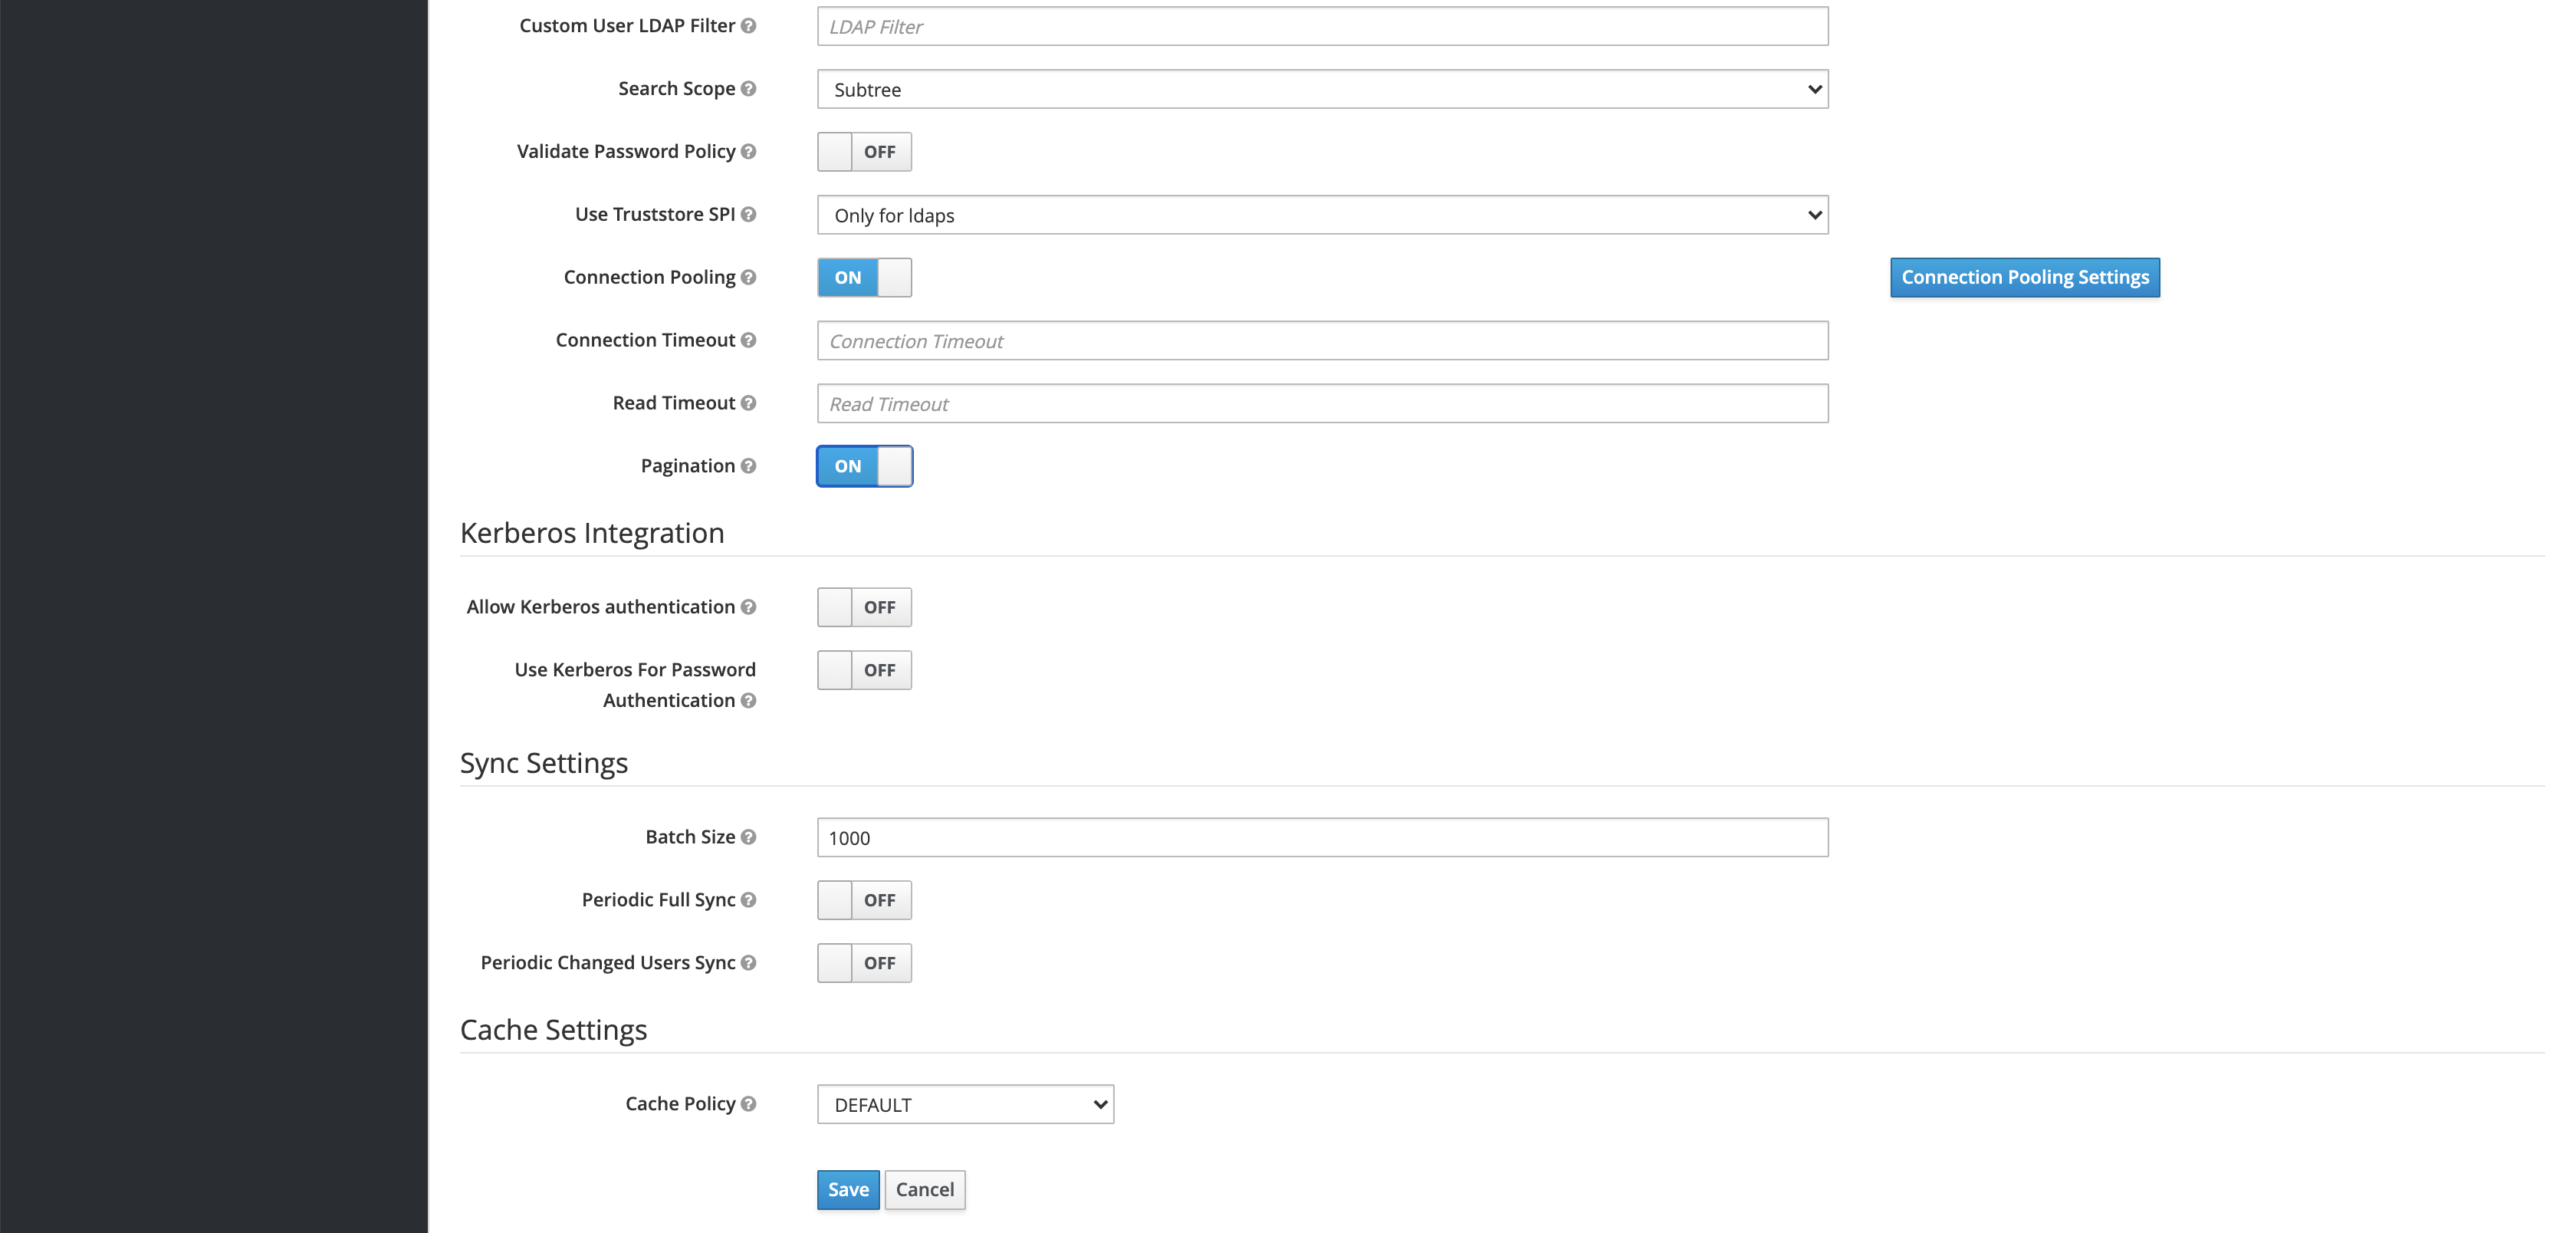 Custom User LDAP Filter
LDAP Filter
Search Scope
Subtree
Validate Password Policy
OFF
Use Truststore SPI
Only for ldaps
Connection Pooling
ON
Connection Pooling Settings
Connection Timeout
Connection Timeout
Read Timeout
Read Timeout
Pagination
ON
Kerberos Integration
Allow Kerberos authentication
OFF
Use Kerberos For Password
Authentication
OFF
Sync Settings
Batch Size
1000
Periodic Full Sync
OFF
Periodic Changed Users Sync
OFF
Cache Settings
Cache Policy
DEFAULT
Save
Cancel